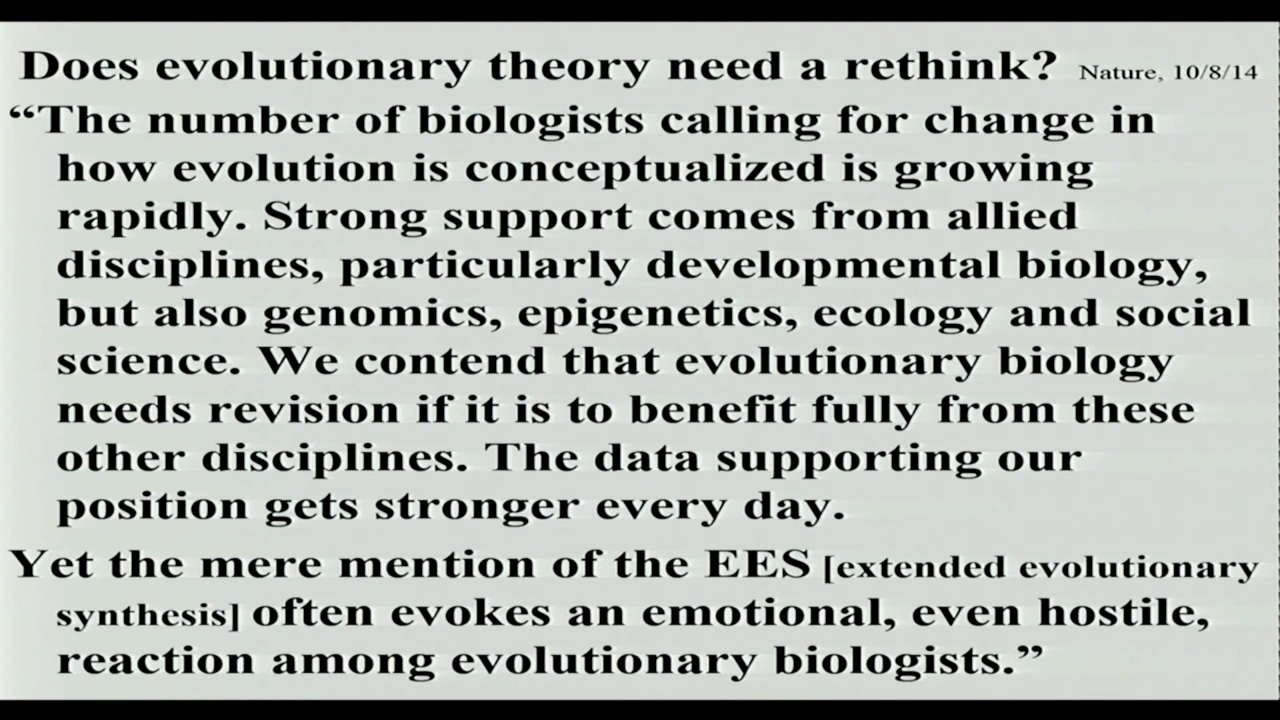 Does evolutionary theory need a rethink? Nature, 10/8/14
“The number of biologists calling for change in
how evolution is conceptualized is growing
rapidly. Strong support comes from allied
disciplines, particularly developmental biology,
but also genomics, epigenetics, ecology and social
science. We contend that evolutionary biology
needs revision if it is to benefit fully from these
other disciplines. The data supporting our
position gets stronger every day.
Yet the mere mention of the EES [extended evolutionary
synthesis] often evokes an emotional, even hostile,
reaction among evolutionary biologists.”